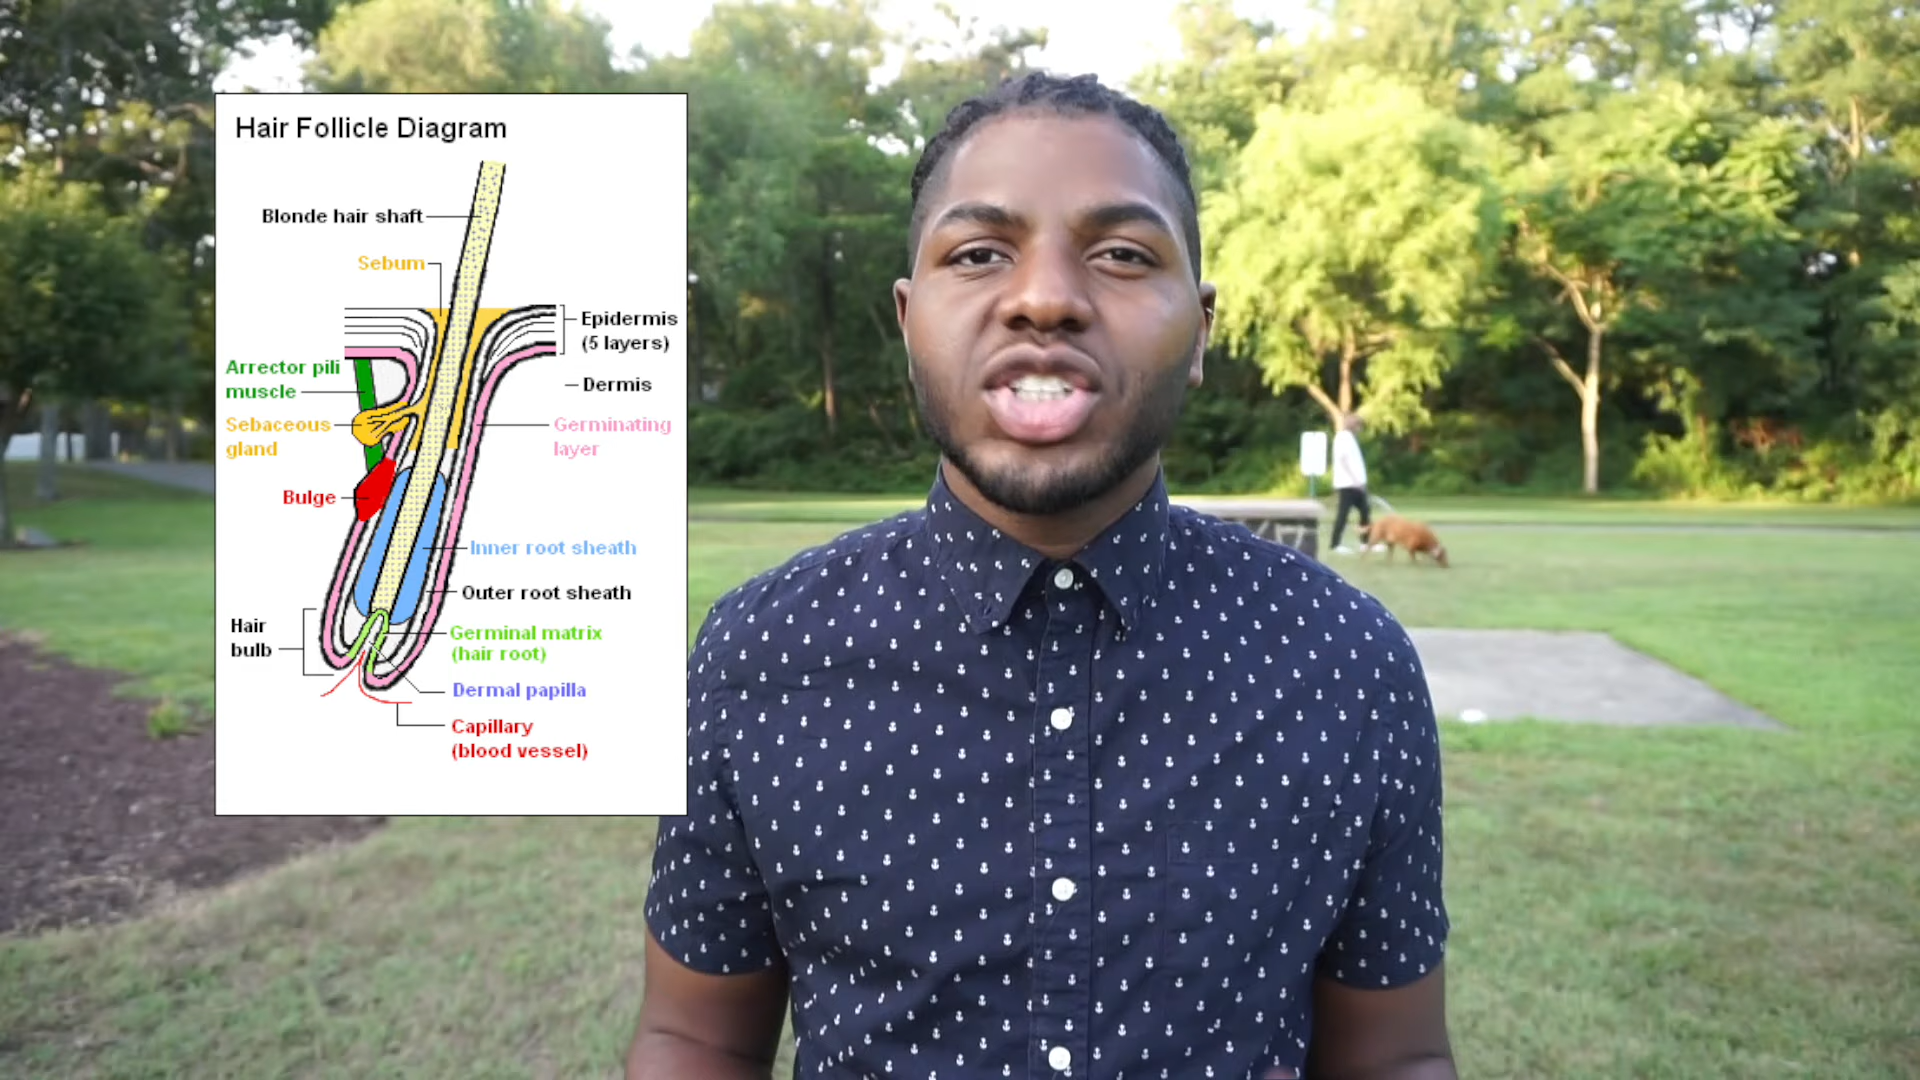 Hair Follicle Diagram
Blonde hair shaft
Sebum
Epidermis
(5 layers)
Arrector pili
muscle
Dermis
Sebaceous
gland
Germinating
layer
Bulge
Inner root sheath
Outer root sheath
Hair
bulb
Germinal matrix
(hair root)
Dermal papilla
Capillary
(blood vessel)